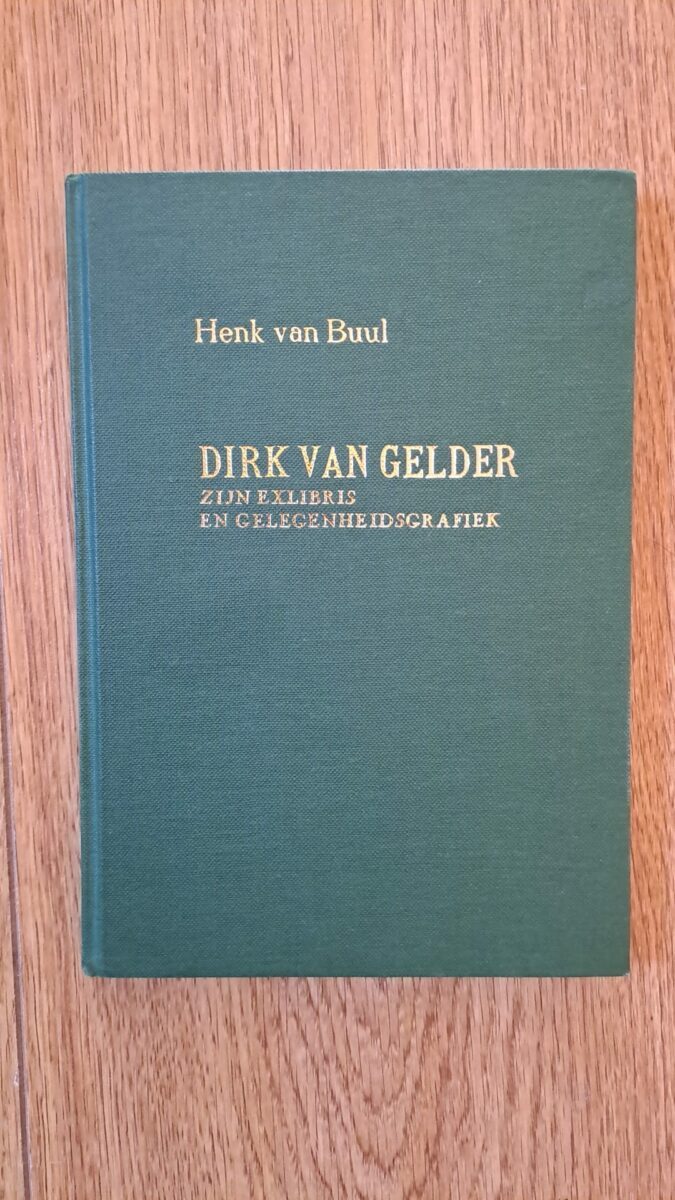 Henk van Buul
DIRK VAN GELDER
ZIJN EXLIBRIS
EN GELEGENHEIDSGRAFIEK